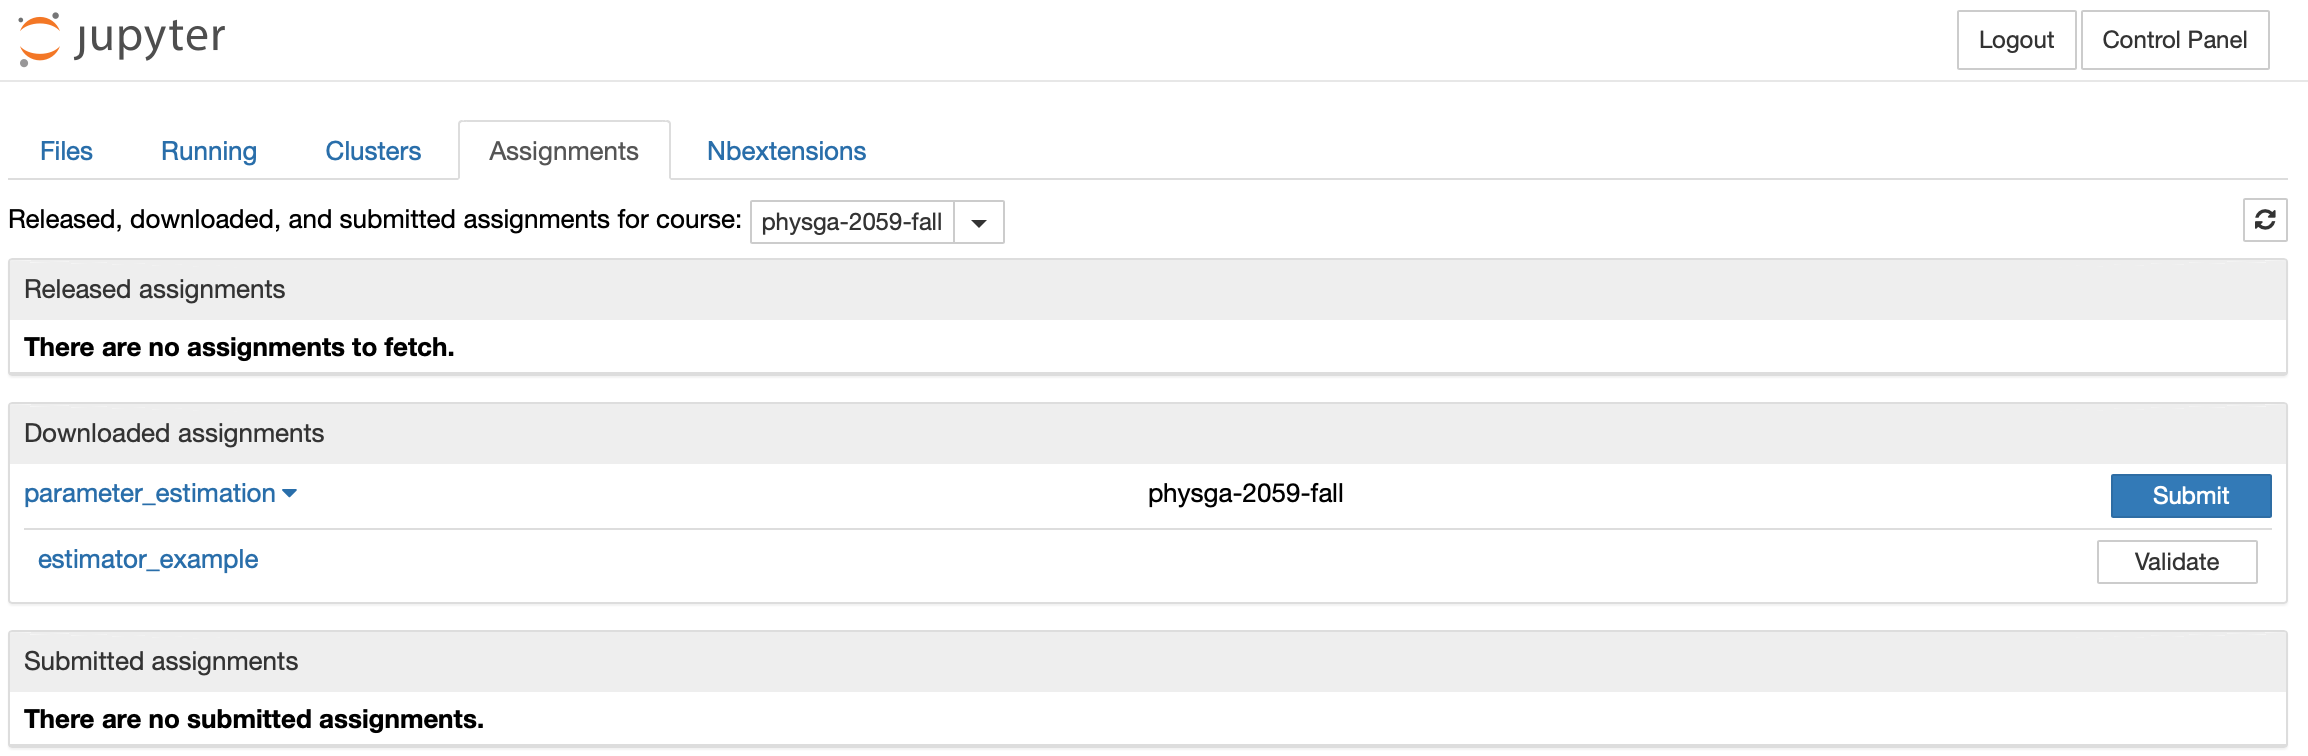 jupyter
Logout Control Panel
Files Running Clusters Assignments Nbextensions
Released, downloaded, and submitted assignments for course: physga-2059-fall
Released assignments
There are no assignments to fetch.
Downloaded assignments
parameter_estimation physga-2059-fall Submit
estimator_example Validate
Submitted assignments
There are no submitted assignments.